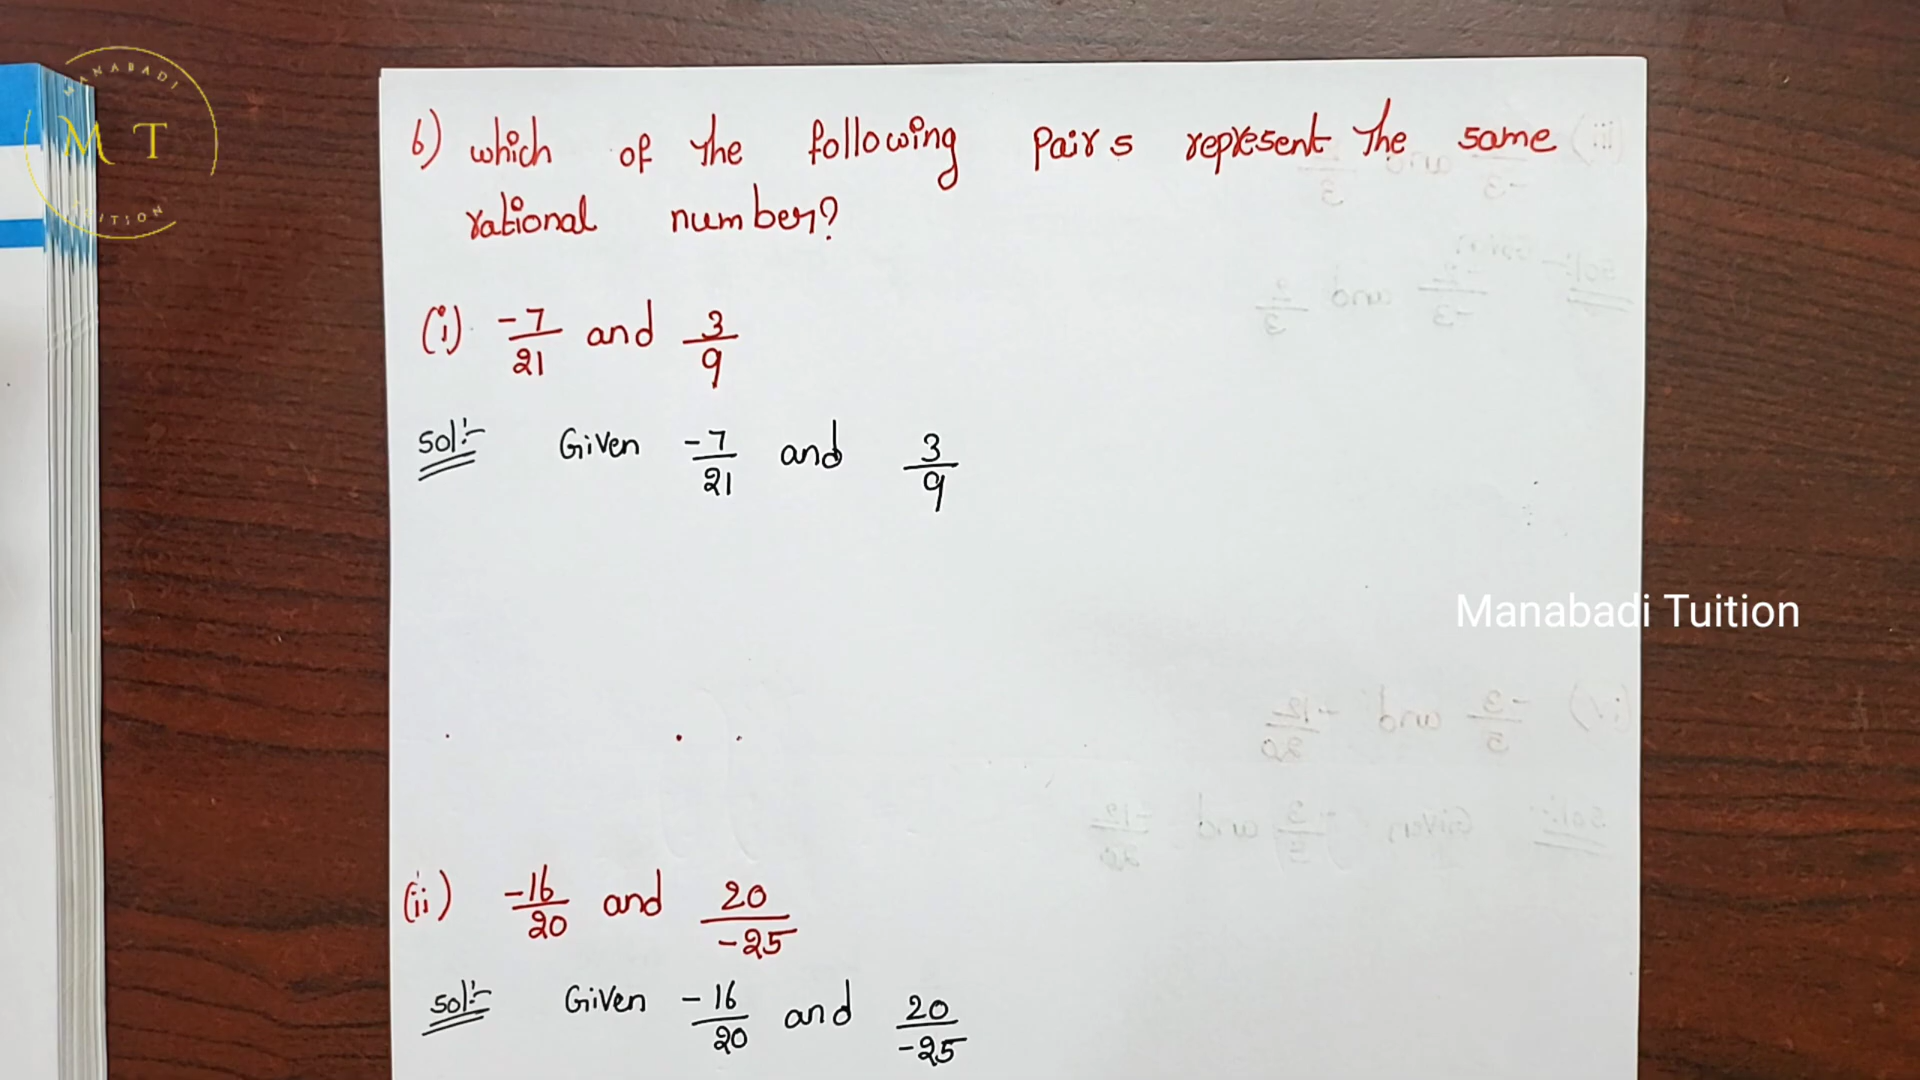 MANABADI
M T
TUITION
6) which of the following pairs represent the same
rational number?
(i) -7/21 and 3/9
Sol:- Given -7/21 and 3/9
Manabadi Tuition
(ii) -16/20 and 20/-25
Sol:- Given -16/20 and 20/-25